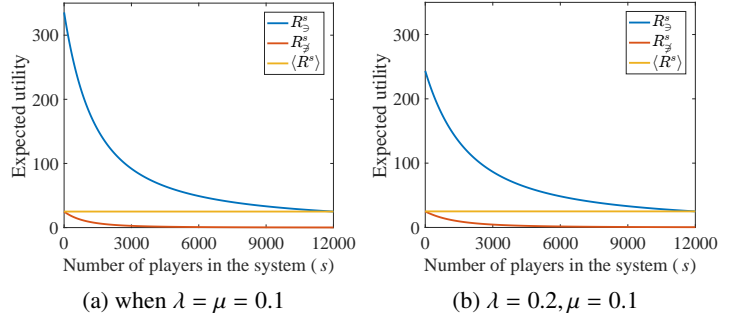 300
200
100
0
Expected utility
R^s_∋
R^s_∌
⟨R^s⟩
0 3000 6000 9000 12000
Number of players in the system (s)
(a) when λ = μ = 0.1
300
200
100
0
Expected utility
R^s_∋
R^s_∌
⟨R^s⟩
0 3000 6000 9000 12000
Number of players in the system (s)
(b) λ = 0.2, μ = 0.1